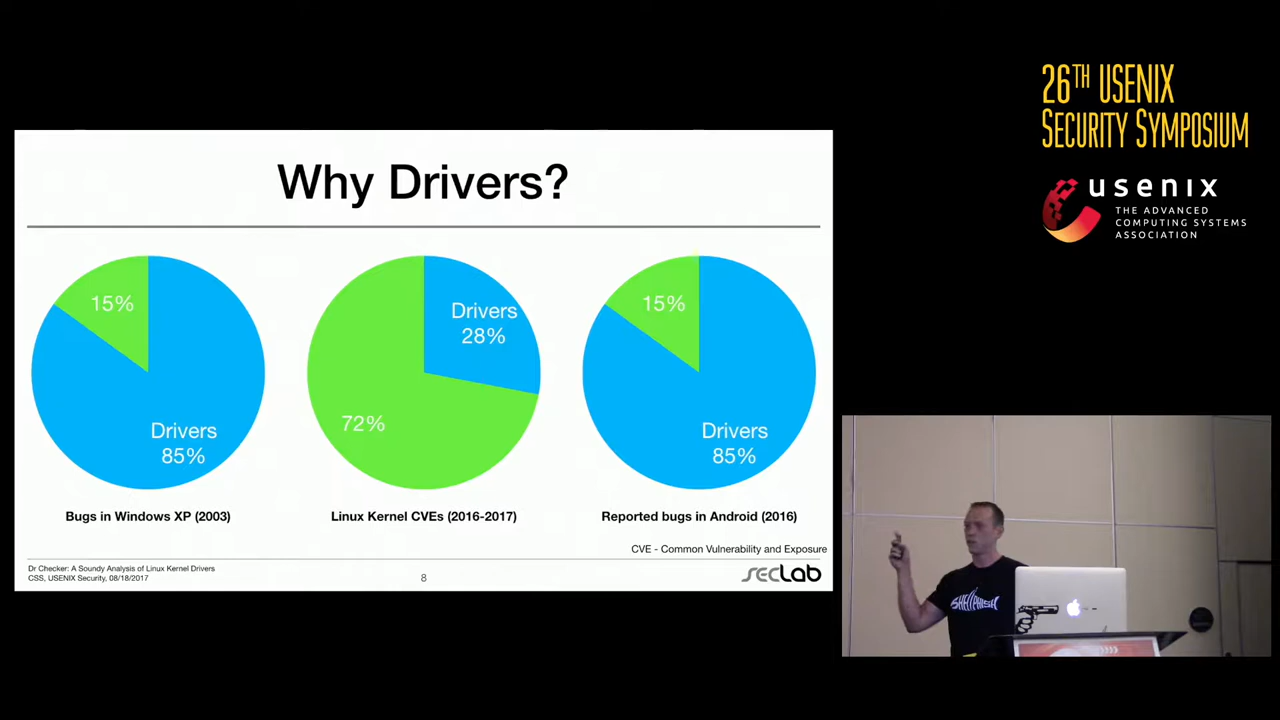 26TH USENIX
SECURITY SYMPOSIUM
usenix
THE ADVANCED
COMPUTING SYSTEMS
ASSOCIATION
Why Drivers?
15%
Drivers
85%
Drivers
28%
72%
15%
Drivers
85%
Bugs in Windows XP (2003)
Linux Kernel CVEs (2016-2017)
Reported bugs in Android (2016)
CVE - Common Vulnerability and Exposure
Dr Checker: A Soundy Analysis of Linux Kernel Drivers
CSS, USENIX Security, 08/18/2017
8
secLab
SHELLPHISH